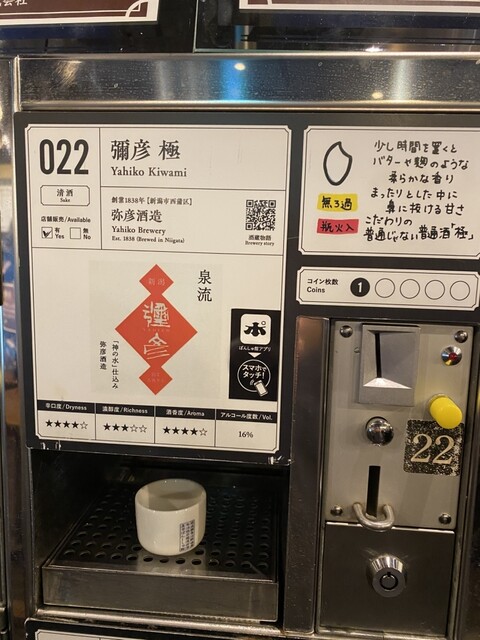 式会社
022
清酒
Sake
店舗販売/Available
有
Yes
無
No
彌彦 極
Yahiko Kiwami
創業1838年【新潟市西蒲区】
弥彦酒造
Yahiko Brewery
Est. 1838 (Brewed in Niigata)
酒蔵物語
Brewery story
泉流
彌彦
「神の水」仕込み
弥彦酒造
ぽ
ぽんしゅ館アプリ
スマホで
タッチ!
辛口度/Dryness
★★★★☆
濃醇度/Richness
★★★☆☆
酒香度/Aroma
★★★★☆
アルコール度数/Vol.
16%
少し時間を置くと
バターや麹のような
柔らかな香り
まったりとした中に
鼻に抜ける甘さ
こだわりの
普通じゃない普通酒「極」
無ろ過
瓶火入
コイン枚数
Coins
1
22